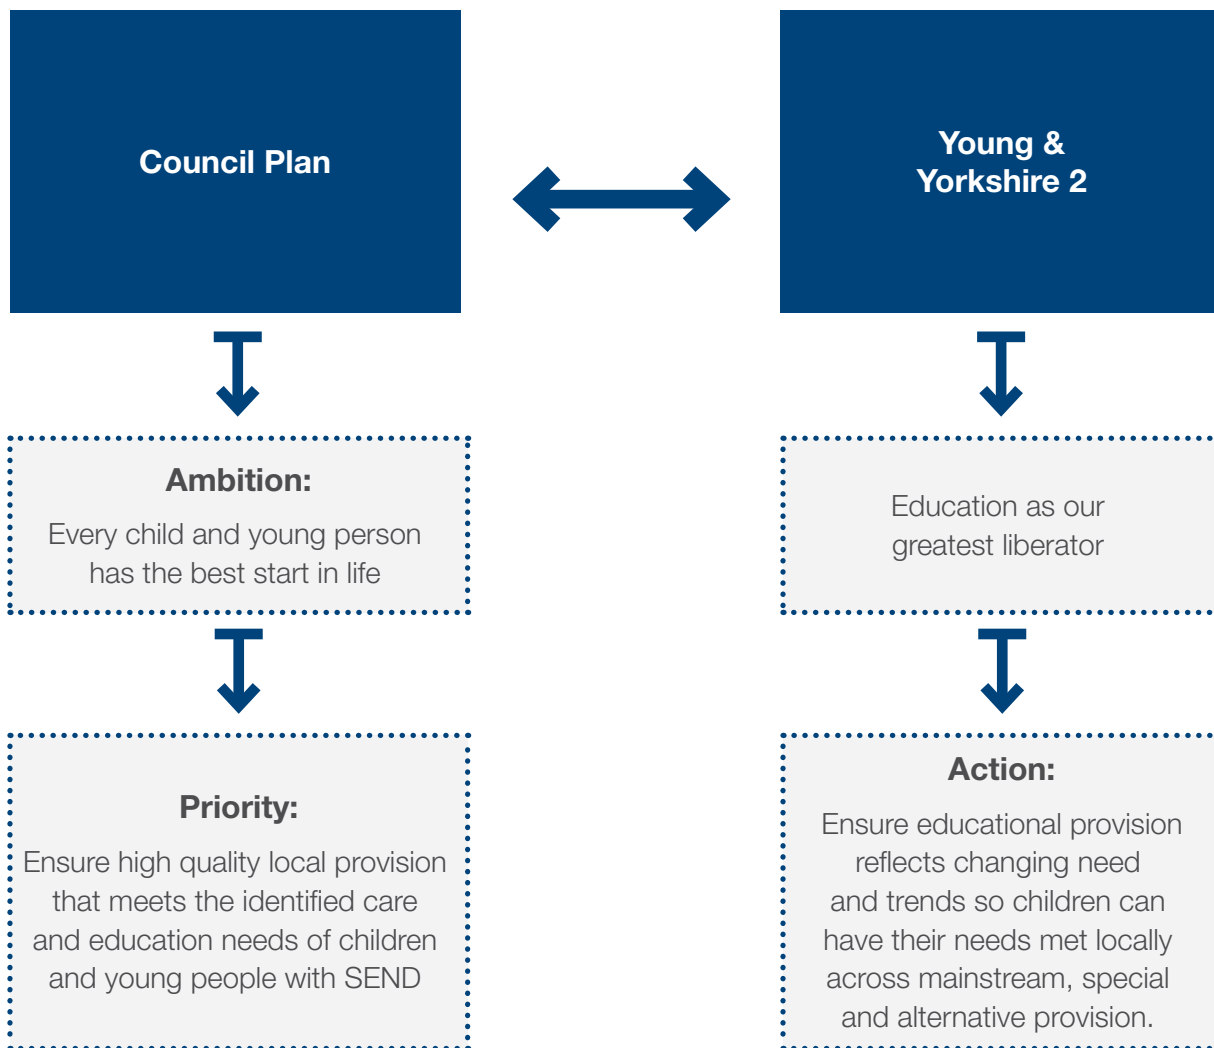 Council Plan
Young &
Yorkshire 2
Ambition:
Every child and young person
has the best start in life
Education as our
greatest liberator
Priority:
Ensure high quality local provision
that meets the identified care
and education needs of children
and young people with SEND
Action:
Ensure educational provision
reflects changing need
and trends so children can
have their needs met locally
across mainstream, special
and alternative provision.